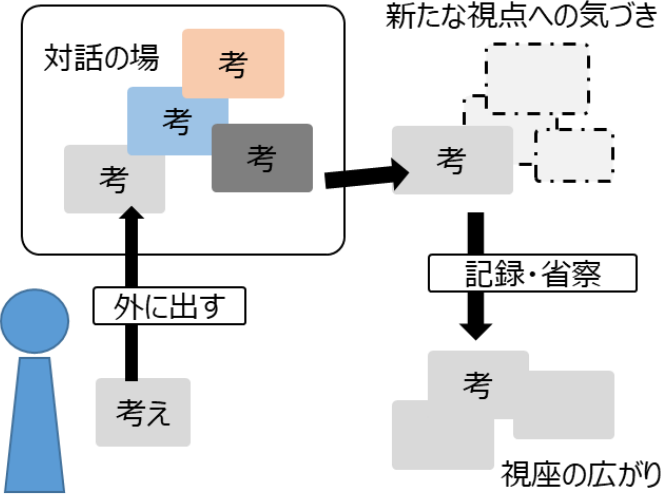 対話の場
考
考
考
考
外に出す
考え
新たな視点への気づき
考
記録・省察
考
視座の広がり